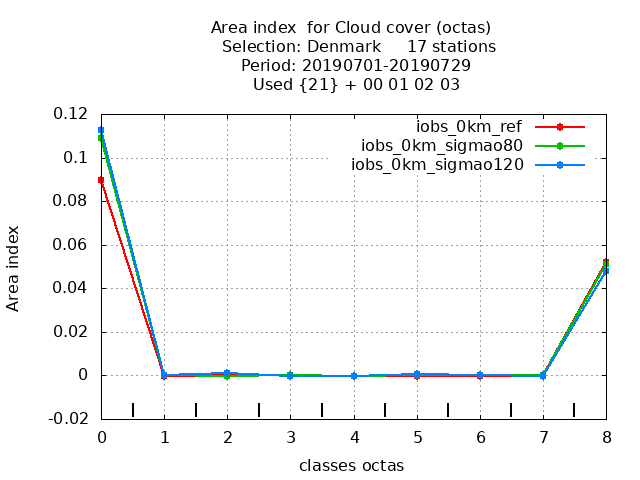 Area index  for Cloud cover (octas)
Selection: Denmark     17 stations
Period: 20190701-20190729
Used {21} + 00 01 02 03
iobs_0km_ref
iobs_0km_sigmao80
iobs_0km_sigmao120
Area index
0.12
0.1
0.08
0.06
0.04
0.02
0
-0.02
0 1 2 3 4 5 6 7 8
classes octas